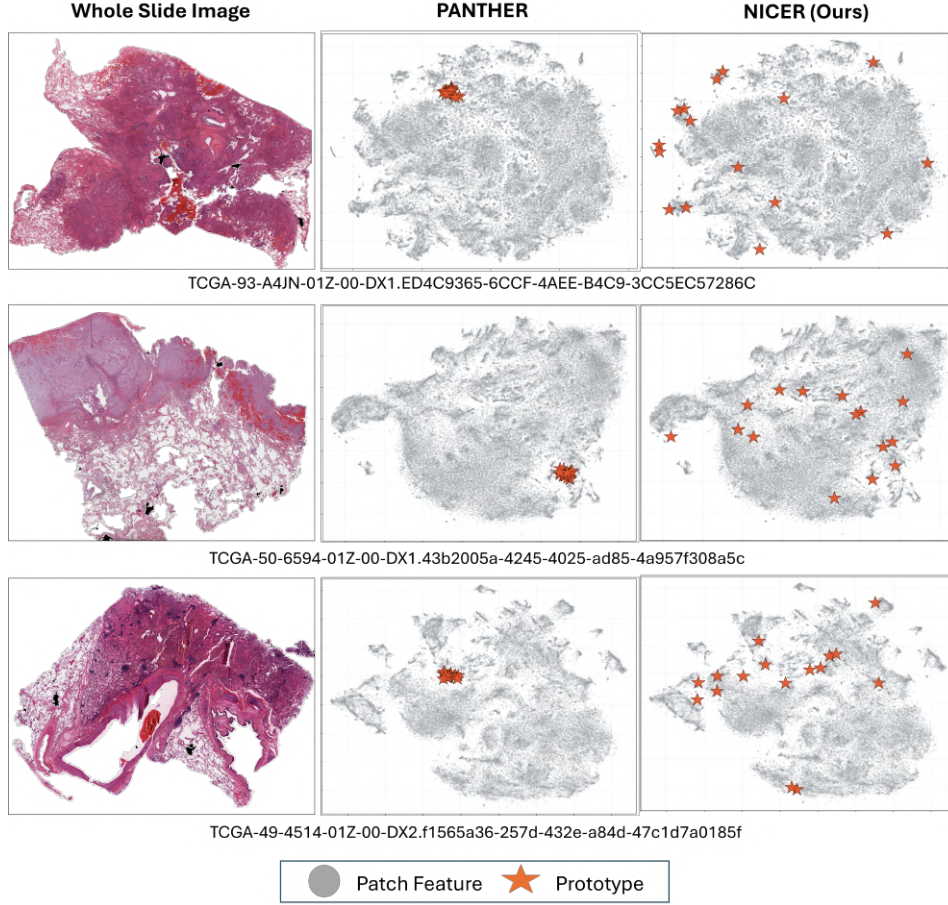 Whole Slide Image
PANTHER
NICER (Ours)
TCGA-93-A4JN-01Z-00-DX1.ED4C9365-6CCF-4AEE-B4C9-3CC5EC57286C
TCGA-50-6594-01Z-00-DX1.43b2005a-4245-4025-ad85-4a957f308a5c
TCGA-49-4514-01Z-00-DX2.f1565a36-257d-432e-a84d-47c1d7a0185f
Patch Feature
Prototype